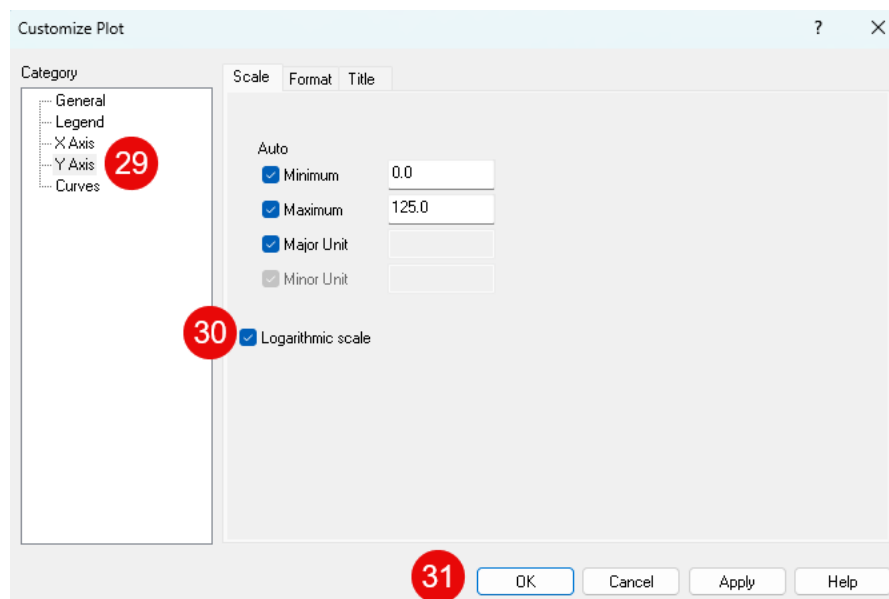 Customize Plot ?
Category
General
Legend
X Axis
Y Axis 29
Curves
Scale Format Title
Auto
Minimum 0.0
Maximum 125.0
Major Unit
Minor Unit
30 Logarithmic scale
31 OK Cancel Apply Help